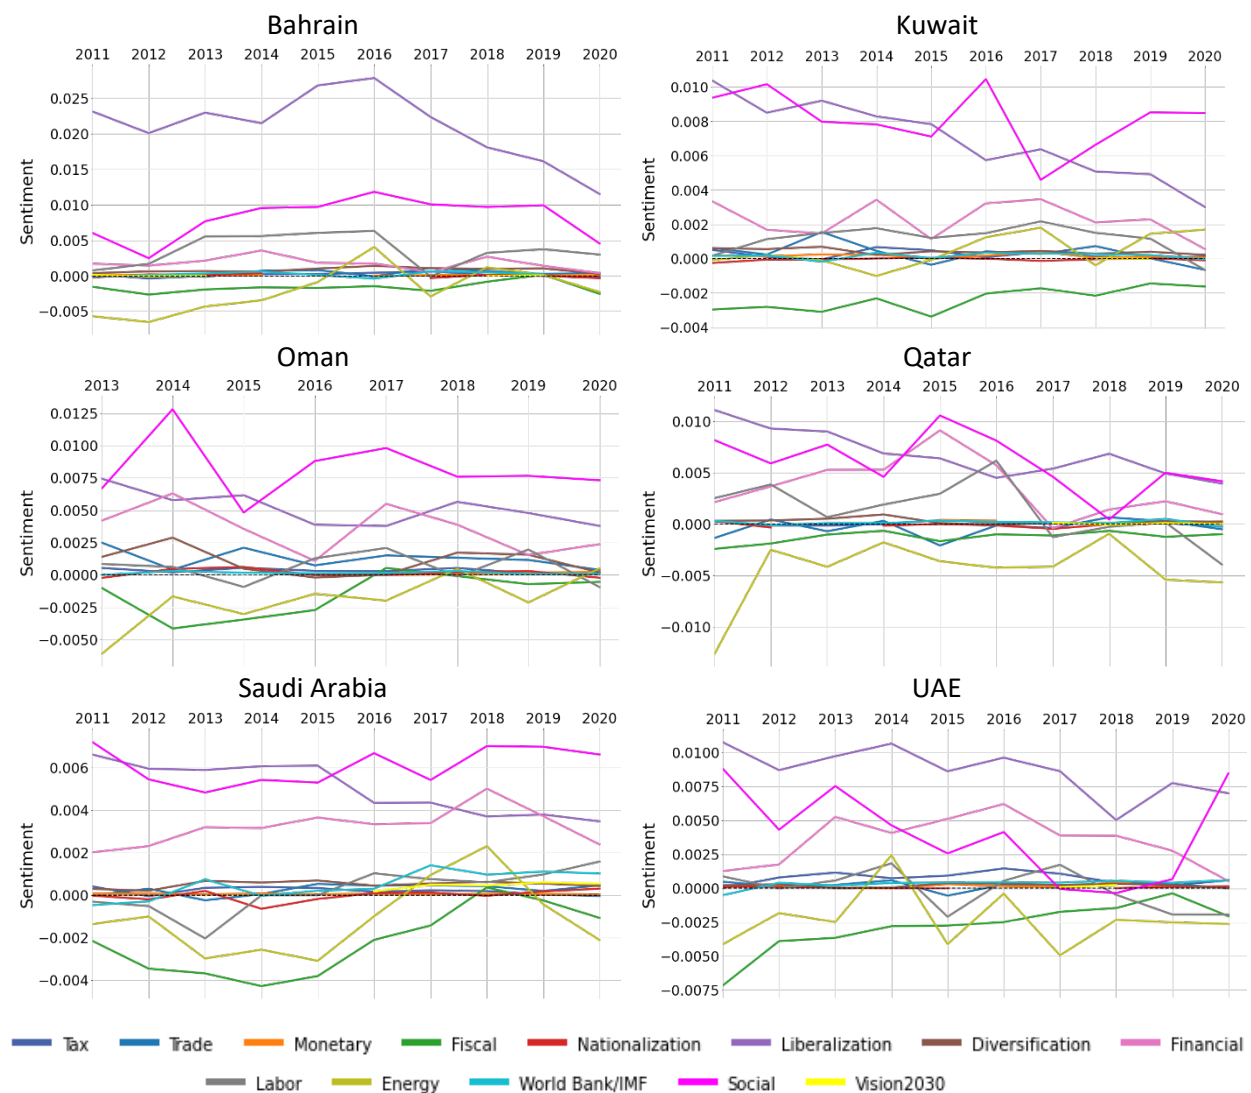 Bahrain
2011 2012 2013 2014 2015 2016 2017 2018 2019 2020
Sentiment
0.025
0.020
0.015
0.010
0.005
0.000
−0.005
Kuwait
2011 2012 2013 2014 2015 2016 2017 2018 2019 2020
Sentiment
0.010
0.008
0.006
0.004
0.002
0.000
−0.002
−0.004
Oman
2013 2014 2015 2016 2017 2018 2019 2020
Sentiment
0.0125
0.0100
0.0075
0.0050
0.0025
0.0000
−0.0025
−0.0050
Qatar
2011 2012 2013 2014 2015 2016 2017 2018 2019 2020
Sentiment
0.010
0.005
0.000
−0.005
−0.010
Saudi Arabia
2011 2012 2013 2014 2015 2016 2017 2018 2019 2020
Sentiment
0.006
0.004
0.002
0.000
−0.002
−0.004
UAE
2011 2012 2013 2014 2015 2016 2017 2018 2019 2020
Sentiment
0.0100
0.0075
0.0050
0.0025
0.0000
−0.0025
−0.0050
−0.0075
Tax Trade Monetary Fiscal Nationalization Liberalization Diversification Financial
Labor Energy World Bank/IMF Social Vision2030